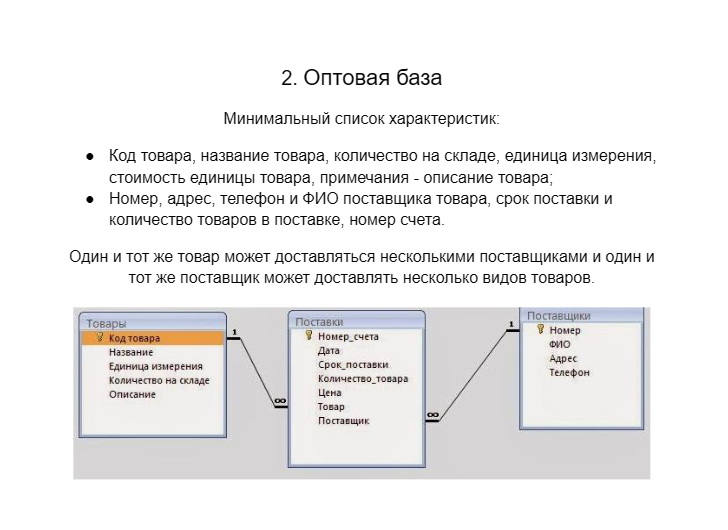 2. Оптовая база
Минимальный список характеристик:
● Код товара, название товара, количество на складе, единица измерения,
стоимость единицы товара, примечания - описание товара;
● Номер, адрес, телефон и ФИО поставщика товара, срок поставки и
количество товаров в поставке, номер счета.
Один и тот же товар может доставляться несколькими поставщиками и один и
тот же поставщик может доставлять несколько видов товаров.
Товары
Код товара
Название
Единица измерения
Количество на складе
Описание
1
∞
Поставки
Номер_счета
Дата
Срок_поставки
Количество_товара
Цена
Товар
Поставщик
∞
1
Поставщики
Номер
ФИО
Адрес
Телефон